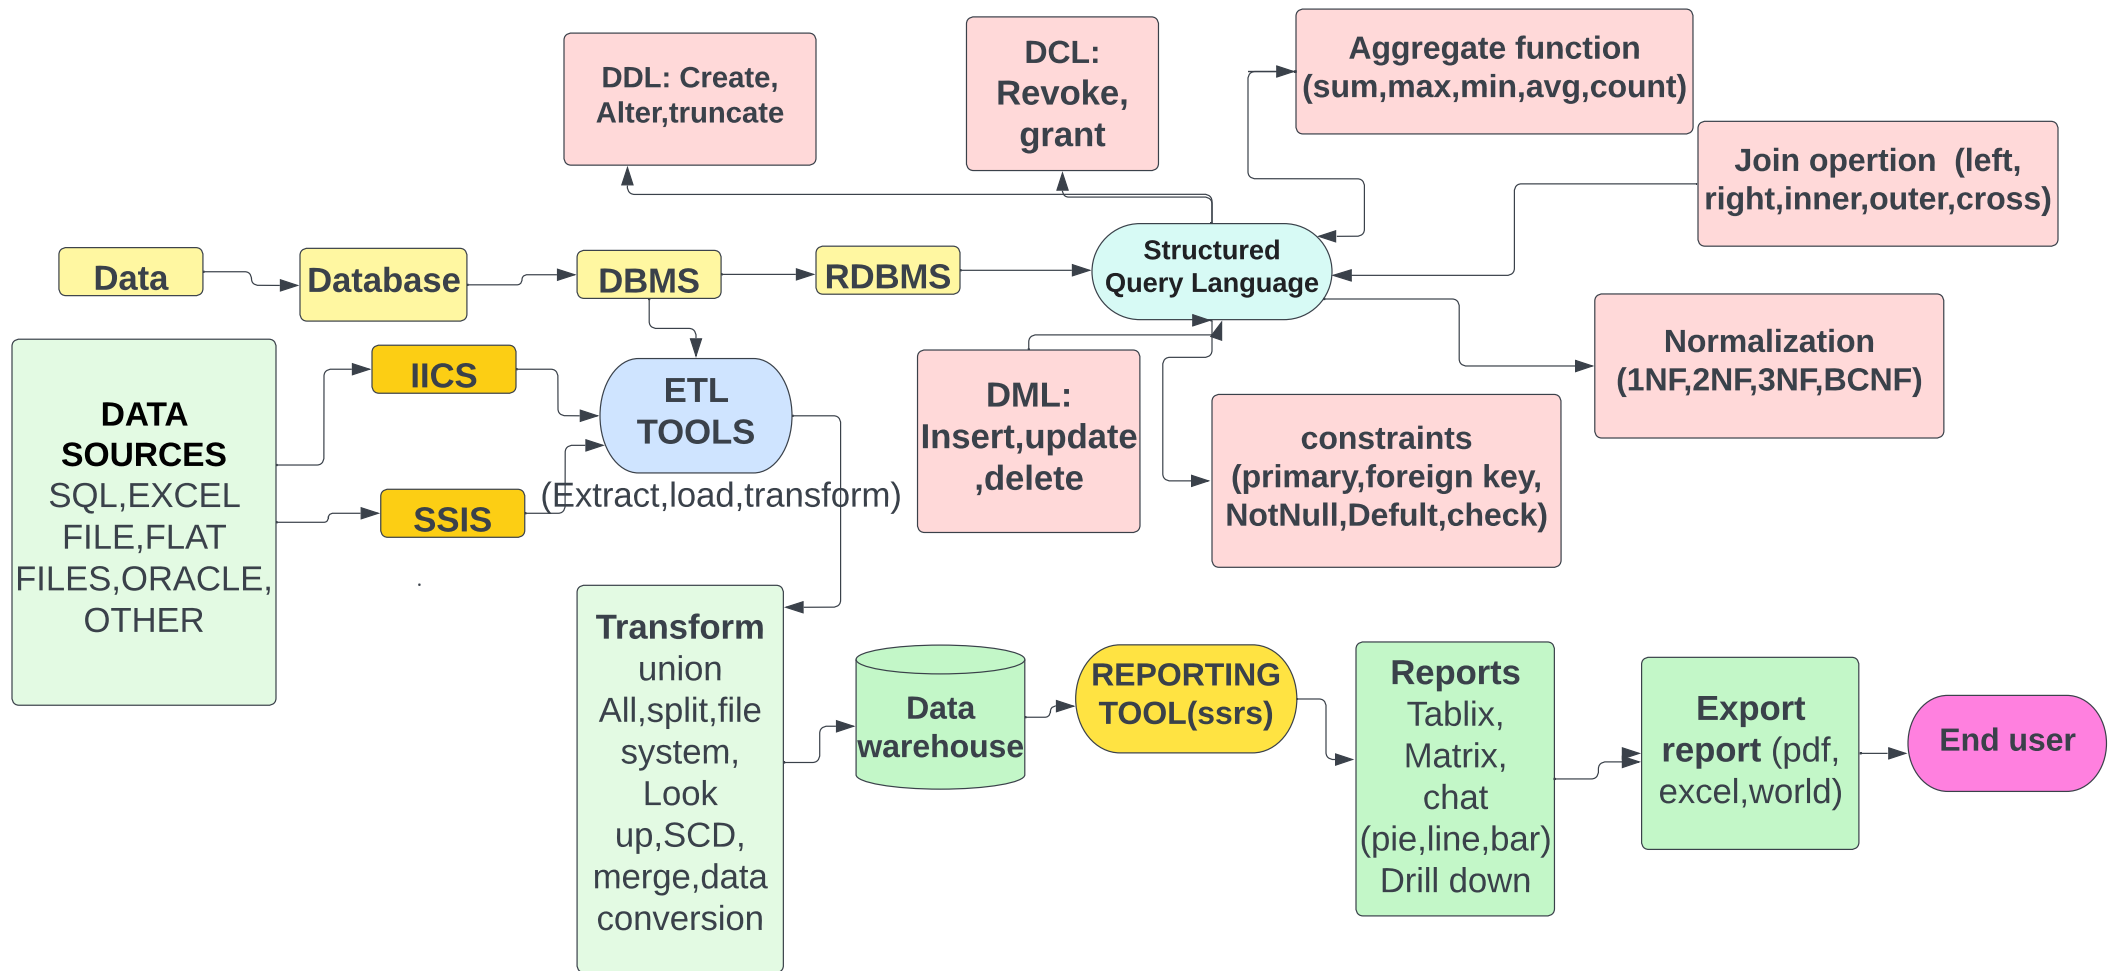 DDL: Create,
Alter,truncate
DCL:
Revoke,
grant
Aggregate function
(sum,max,min,avg,count)
Join opertion  (left,
right,inner,outer,cross)
Data
Database
DBMS
RDBMS
Structured
Query Language
Normalization
(1NF,2NF,3NF,BCNF)
DATA
SOURCES
SQL,EXCEL
FILE,FLAT
FILES,ORACLE,
OTHER
IICS
SSIS
ETL
TOOLS
(Extract,load,transform)
DML:
Insert,update
,delete
constraints
(primary,foreign key,
NotNull,Defult,check)
.
Transform
union
All,split,file
system,
Look
up,SCD,
merge,data
conversion
Data
warehouse
REPORTING
TOOL(ssrs)
Reports
Tablix,
Matrix,
chat
(pie,line,bar)
Drill down
Export
report (pdf,
excel,world)
End user